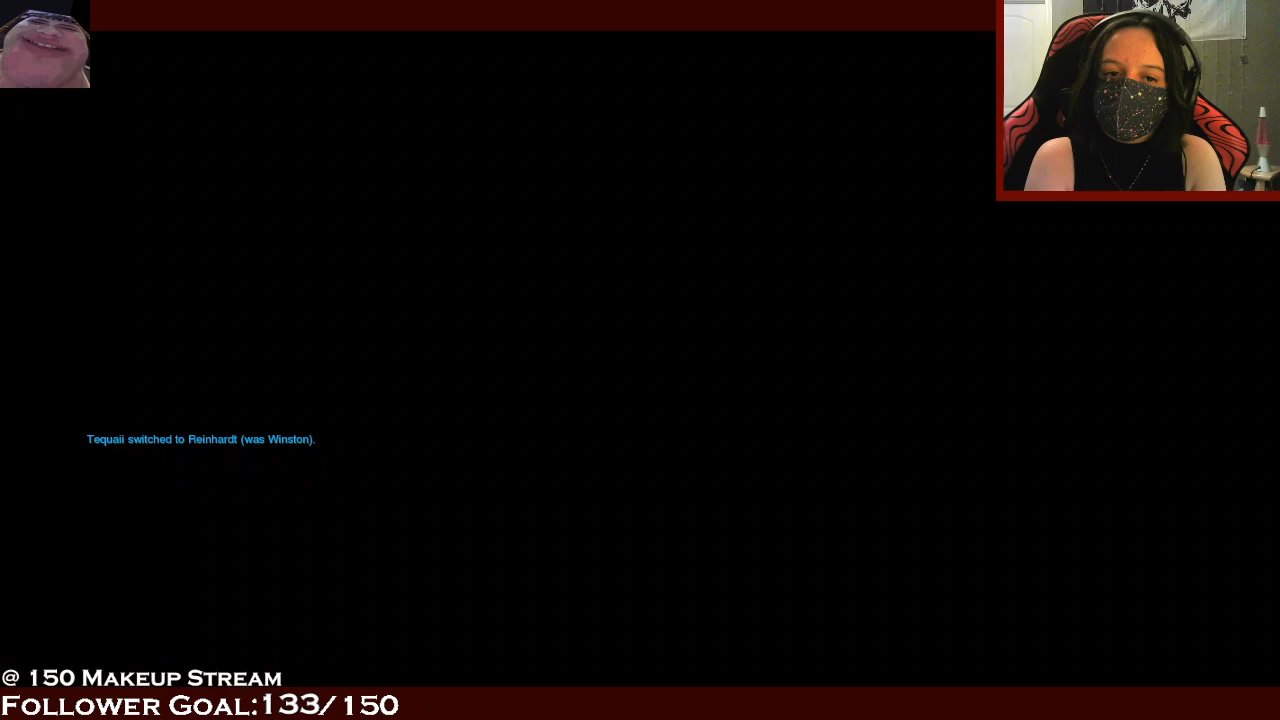 Tequaii switched to Reinhardt (was Winston).
@ 150 Makeup Stream
Follower Goal:133/150